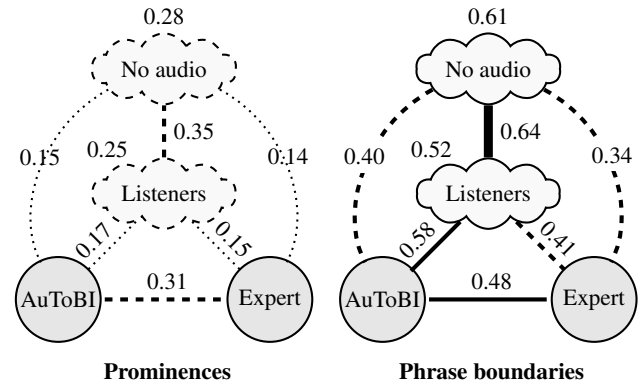 0.28
No audio
0.35
0.25
0.15
0.14
Listeners
0.17
0.15
AuToBI
0.31
Expert
Prominences
0.61
No audio
0.64
0.52
0.40
0.34
Listeners
0.58
0.41
AuToBI
0.48
Expert
Phrase boundaries